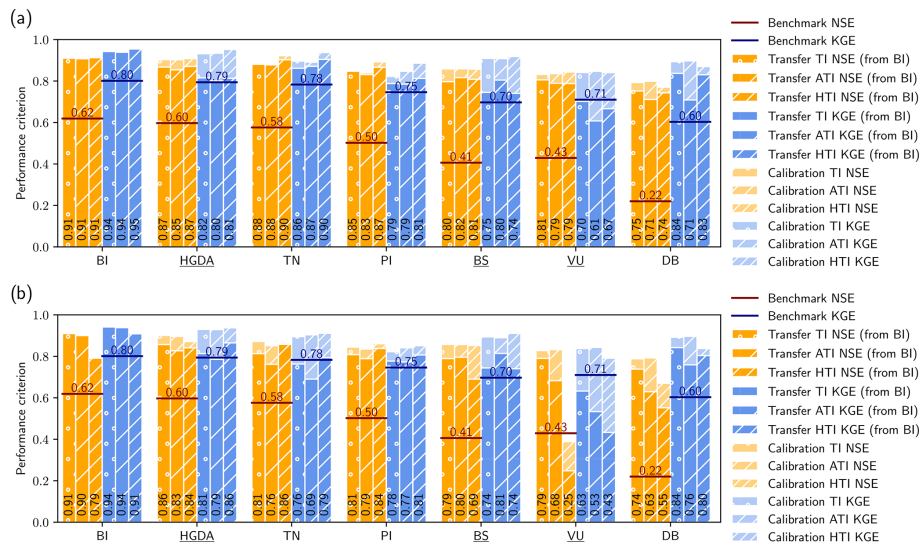 (a)
Performance criterion
1.0
0.8
0.6
0.4
0.2
0.0
0.62 0.80 0.60 0.79 0.58 0.78 0.50 0.75 0.41 0.70 0.43 0.71 0.22 0.60
0.91 0.91 0.91 0.94 0.94 0.95 0.87 0.85 0.87 0.82 0.80 0.81 0.88 0.88 0.90 0.86 0.87 0.90 0.85 0.83 0.87 0.79 0.79 0.81 0.80 0.82 0.81 0.75 0.80 0.74 0.81 0.79 0.79 0.70 0.61 0.67 0.75 0.71 0.74 0.84 0.71 0.83
BI HGDA TN PI BS VU DB
Benchmark NSE
Benchmark KGE
Transfer TI NSE (from BI)
Transfer ATI NSE (from BI)
Transfer HTI NSE (from BI)
Transfer TI KGE (from BI)
Transfer ATI KGE (from BI)
Transfer HTI KGE (from BI)
Calibration TI NSE
Calibration ATI NSE
Calibration HTI NSE
Calibration TI KGE
Calibration ATI KGE
Calibration HTI KGE
(b)
Performance criterion
1.0
0.8
0.6
0.4
0.2
0.0
0.62 0.80 0.60 0.79 0.58 0.78 0.50 0.75 0.41 0.70 0.43 0.71 0.22 0.60
0.91 0.90 0.79 0.94 0.94 0.91 0.86 0.83 0.84 0.81 0.79 0.86 0.81 0.76 0.86 0.76 0.69 0.79 0.81 0.79 0.84 0.78 0.77 0.81 0.79 0.80 0.69 0.74 0.81 0.74 0.79 0.68 0.25 0.63 0.53 0.43 0.74 0.63 0.55 0.84 0.76 0.80
BI HGDA TN PI BS VU DB
Benchmark NSE
Benchmark KGE
Transfer TI NSE (from BI)
Transfer ATI NSE (from BI)
Transfer HTI NSE (from BI)
Transfer TI KGE (from BI)
Transfer ATI KGE (from BI)
Transfer HTI KGE (from BI)
Calibration TI NSE
Calibration ATI NSE
Calibration HTI NSE
Calibration TI KGE
Calibration ATI KGE
Calibration HTI KGE